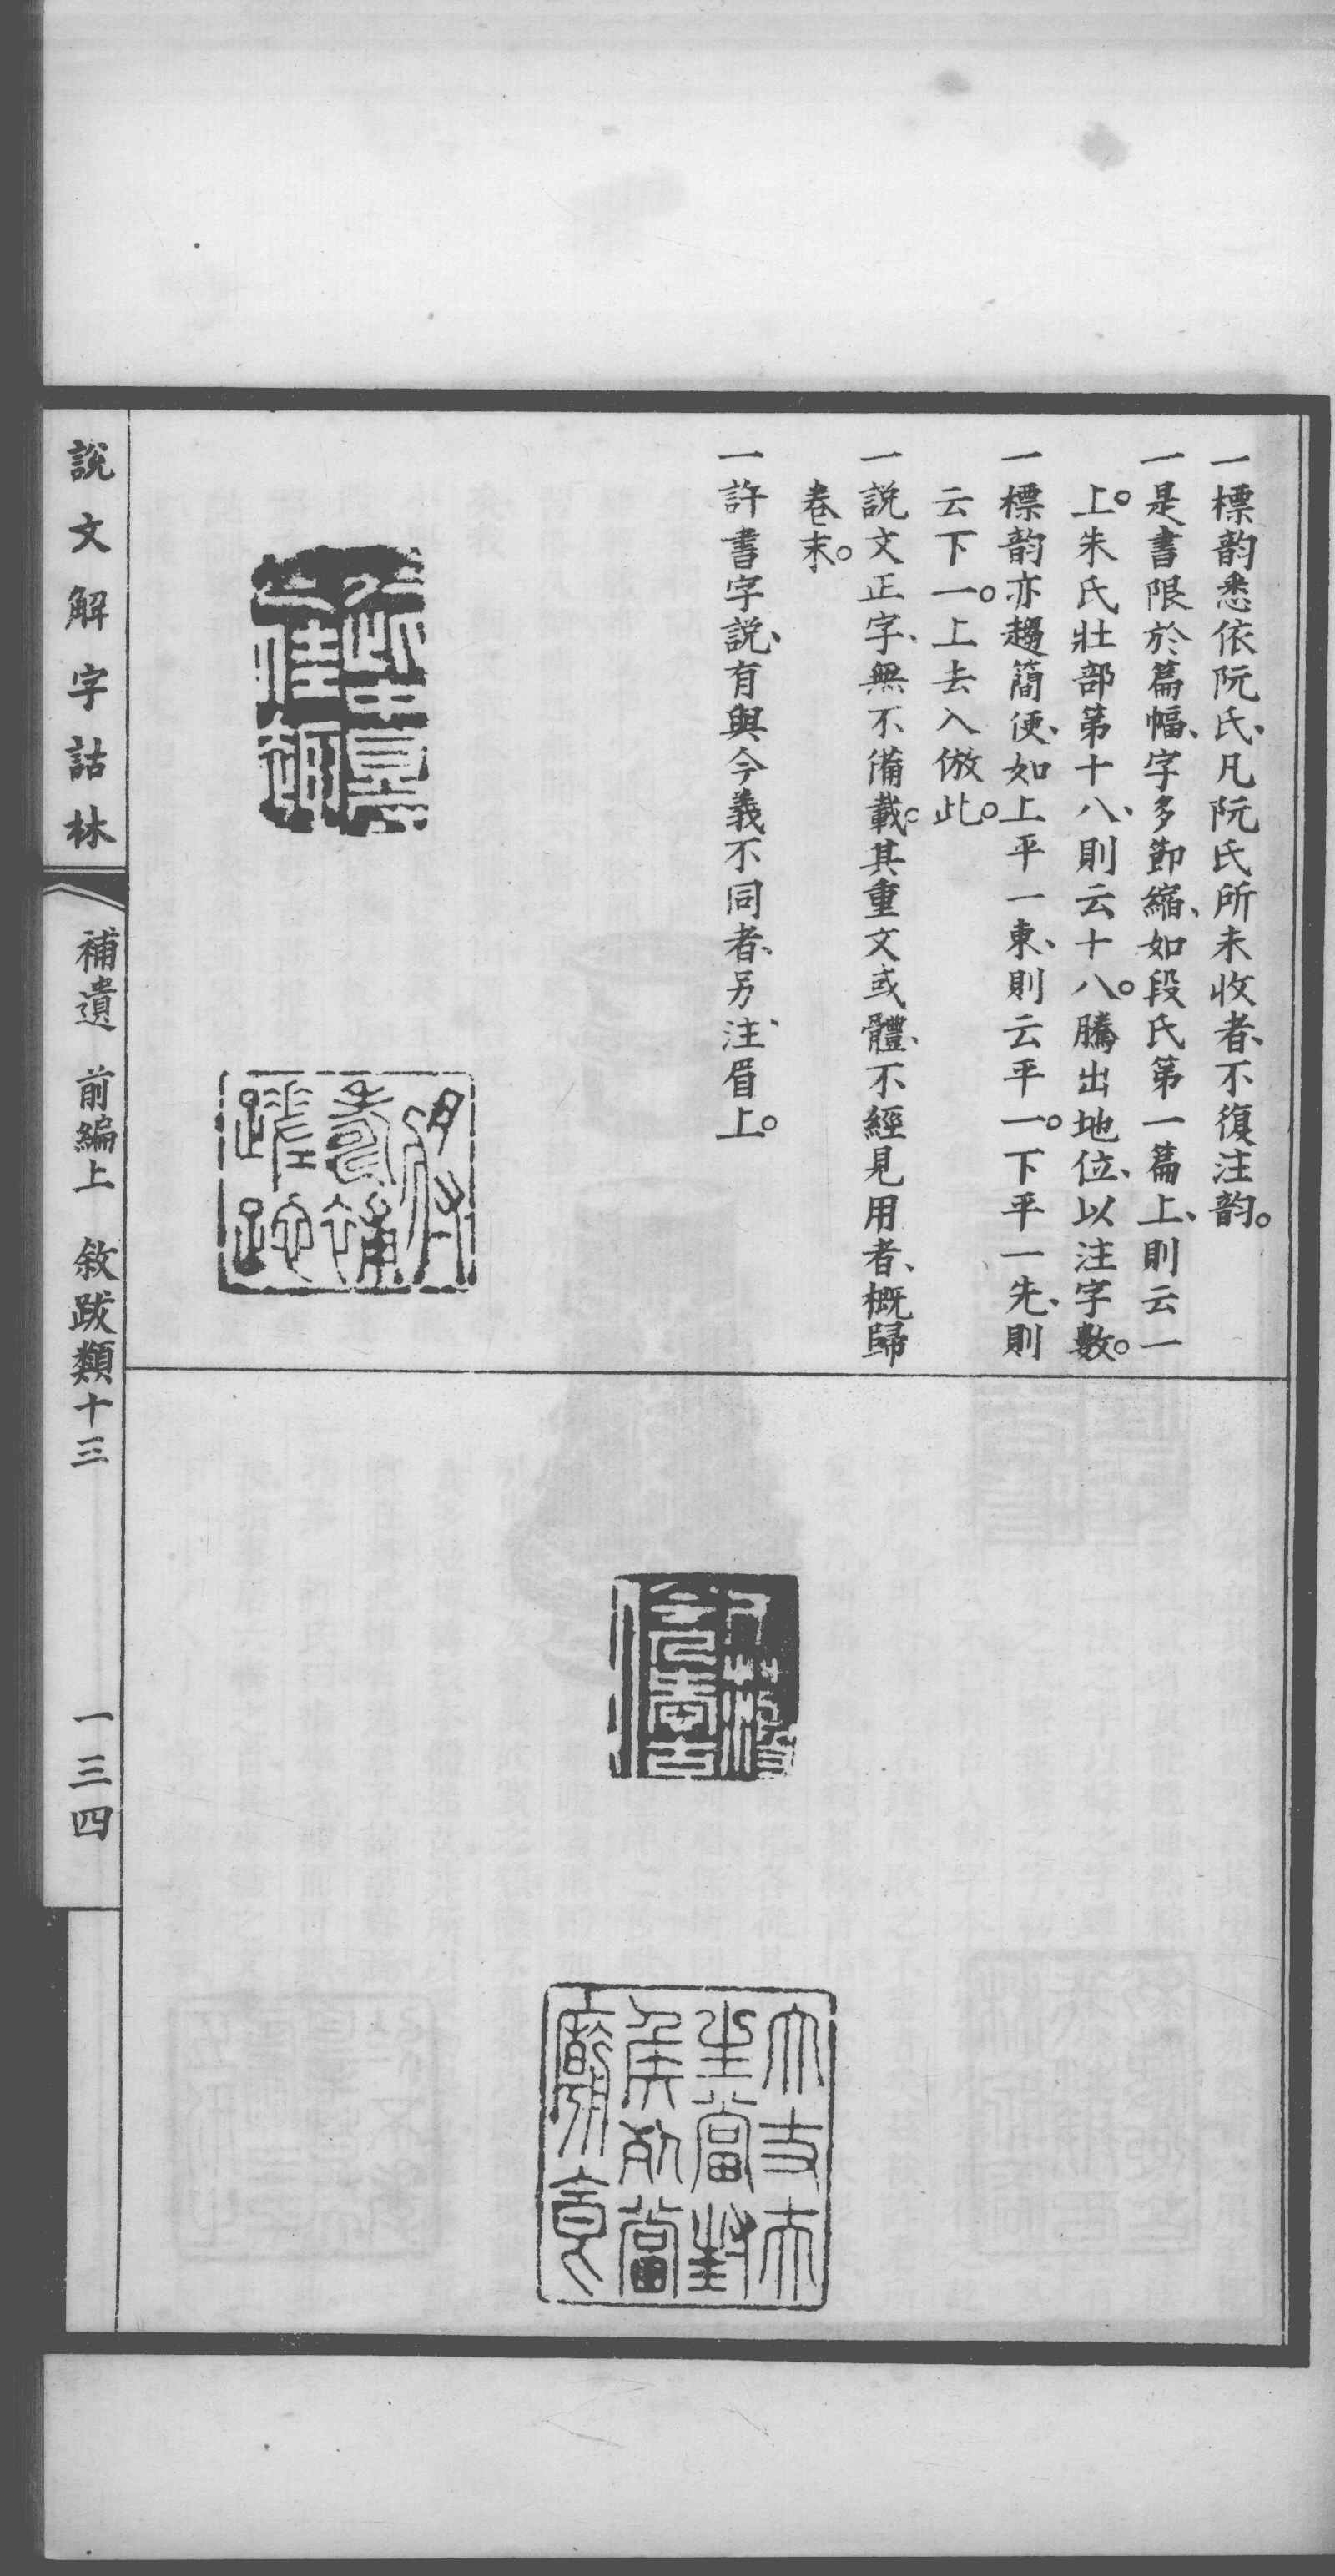 一標韵悉依阮氏、凡阮氏所未收者、不復注韵。
一是書限於篇幅、字多節縮、如段氏第一篇上、則云一
上。朱氏壯部第十八、則云十八。騰出地位、以注字數。
一標韵亦趨簡便、如上平一東、則云平一。下平一先、則
云下一。上去入倣此。
一説文正字、無不備載。其重文或體、不經見用者、概歸
卷末。
一許書字説、有與今義不同者、另注眉上。
說文解字詁林
補遺 前編上 敘跋類十三
一三四